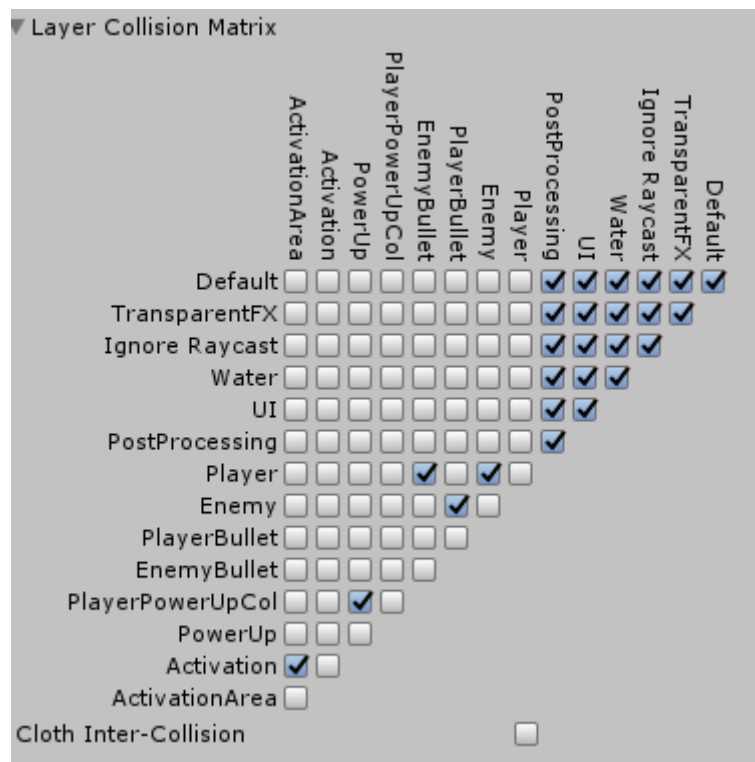 Layer Collision Matrix
ActivationArea
Activation
PowerUp
PlayerPowerUpCol
EnemyBullet
PlayerBullet
Enemy
Player
PostProcessing
UI
Water
Ignore Raycast
TransparentFX
Default
Default
TransparentFX
Ignore Raycast
Water
UI
PostProcessing
Player
Enemy
PlayerBullet
EnemyBullet
PlayerPowerUpCol
PowerUp
Activation
ActivationArea
Cloth Inter-Collision